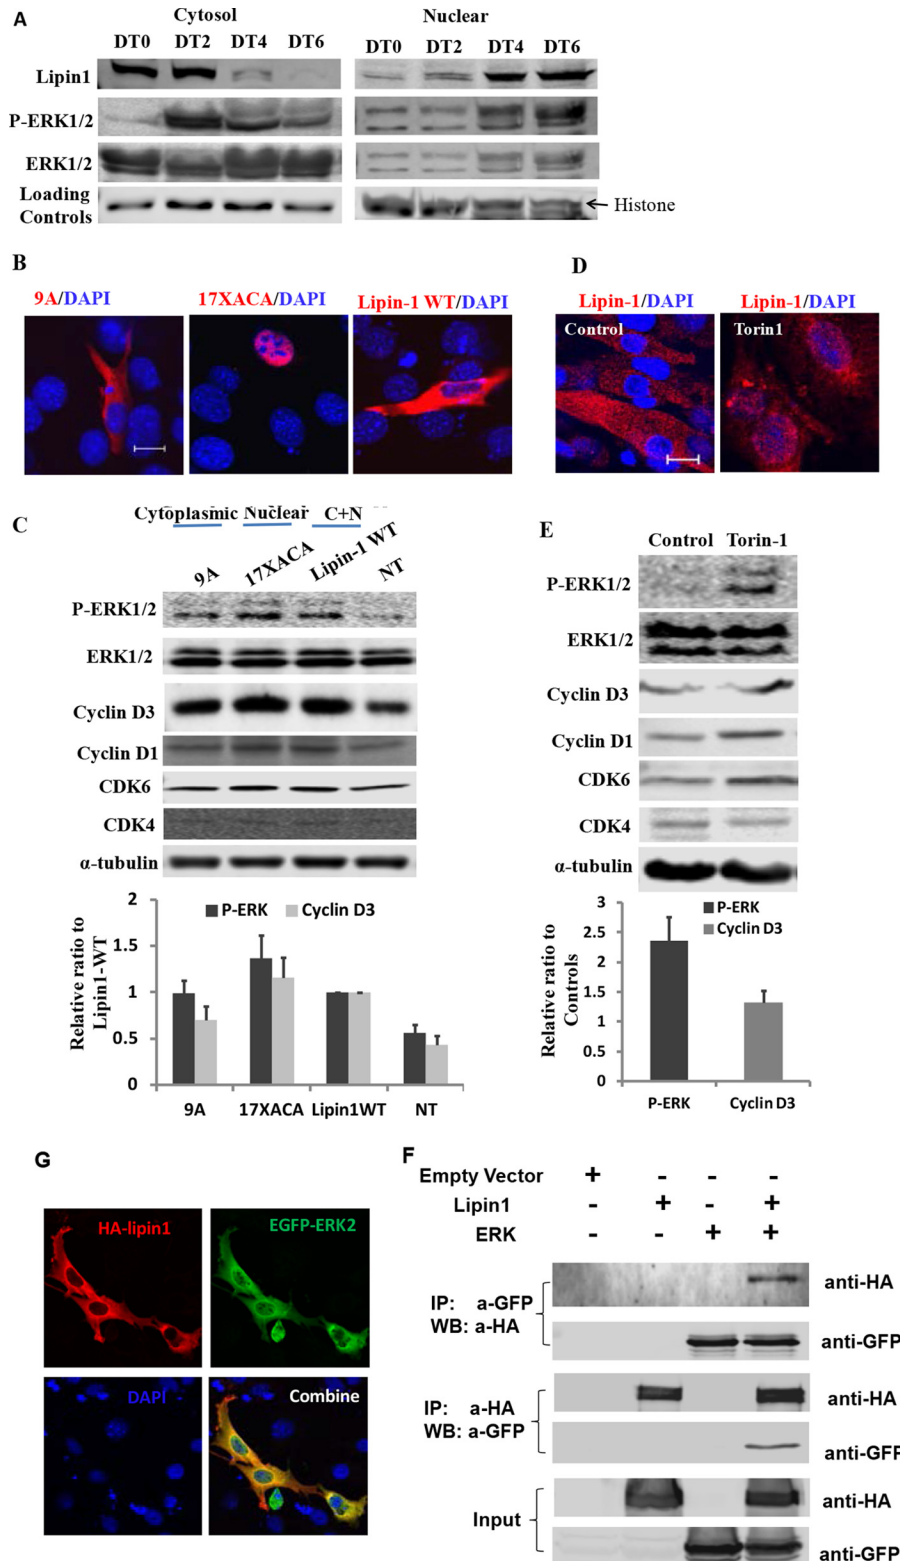 A
Cytosol Nuclear
DT0 DT2 DT4 DT6 DT0 DT2 DT4 DT6
Lipin1
P-ERK1/2
ERK1/2
Loading
Controls
Histone
B
9A/DAPI 17XACA/DAPI Lipin-1 WT/DAPI
D
Lipin-1/DAPI Lipin-1/DAPI
Control Torin1
C
Cytoplasmic Nuclear C+N
9A 17XACA Lipin-1 WT NT
P-ERK1/2
ERK1/2
Cyclin D3
Cyclin D1
CDK6
CDK4
α-tubulin
Relative ratio to
Lipin1-WT
2
1.5
1
0.5
0
P-ERK Cyclin D3
9A 17XACA Lipin1WT NT
E
Control Torin-1
P-ERK1/2
ERK1/2
Cyclin D3
Cyclin D1
CDK6
CDK4
α-tubulin
Relative ratio to
Controls
3
2.5
2
1.5
1
0.5
0
P-ERK
Cyclin D3
P-ERK Cyclin D3
G
HA-lipin1 EGFP-ERK2
DAPI Combine
F
Empty Vector + - - -
Lipin1 - + - +
ERK - - + +
IP: a-GFP
WB: a-HA
anti-HA
anti-GFP
IP: a-HA
WB: a-GFP
anti-HA
anti-GFP
Input
anti-HA
anti-GFP